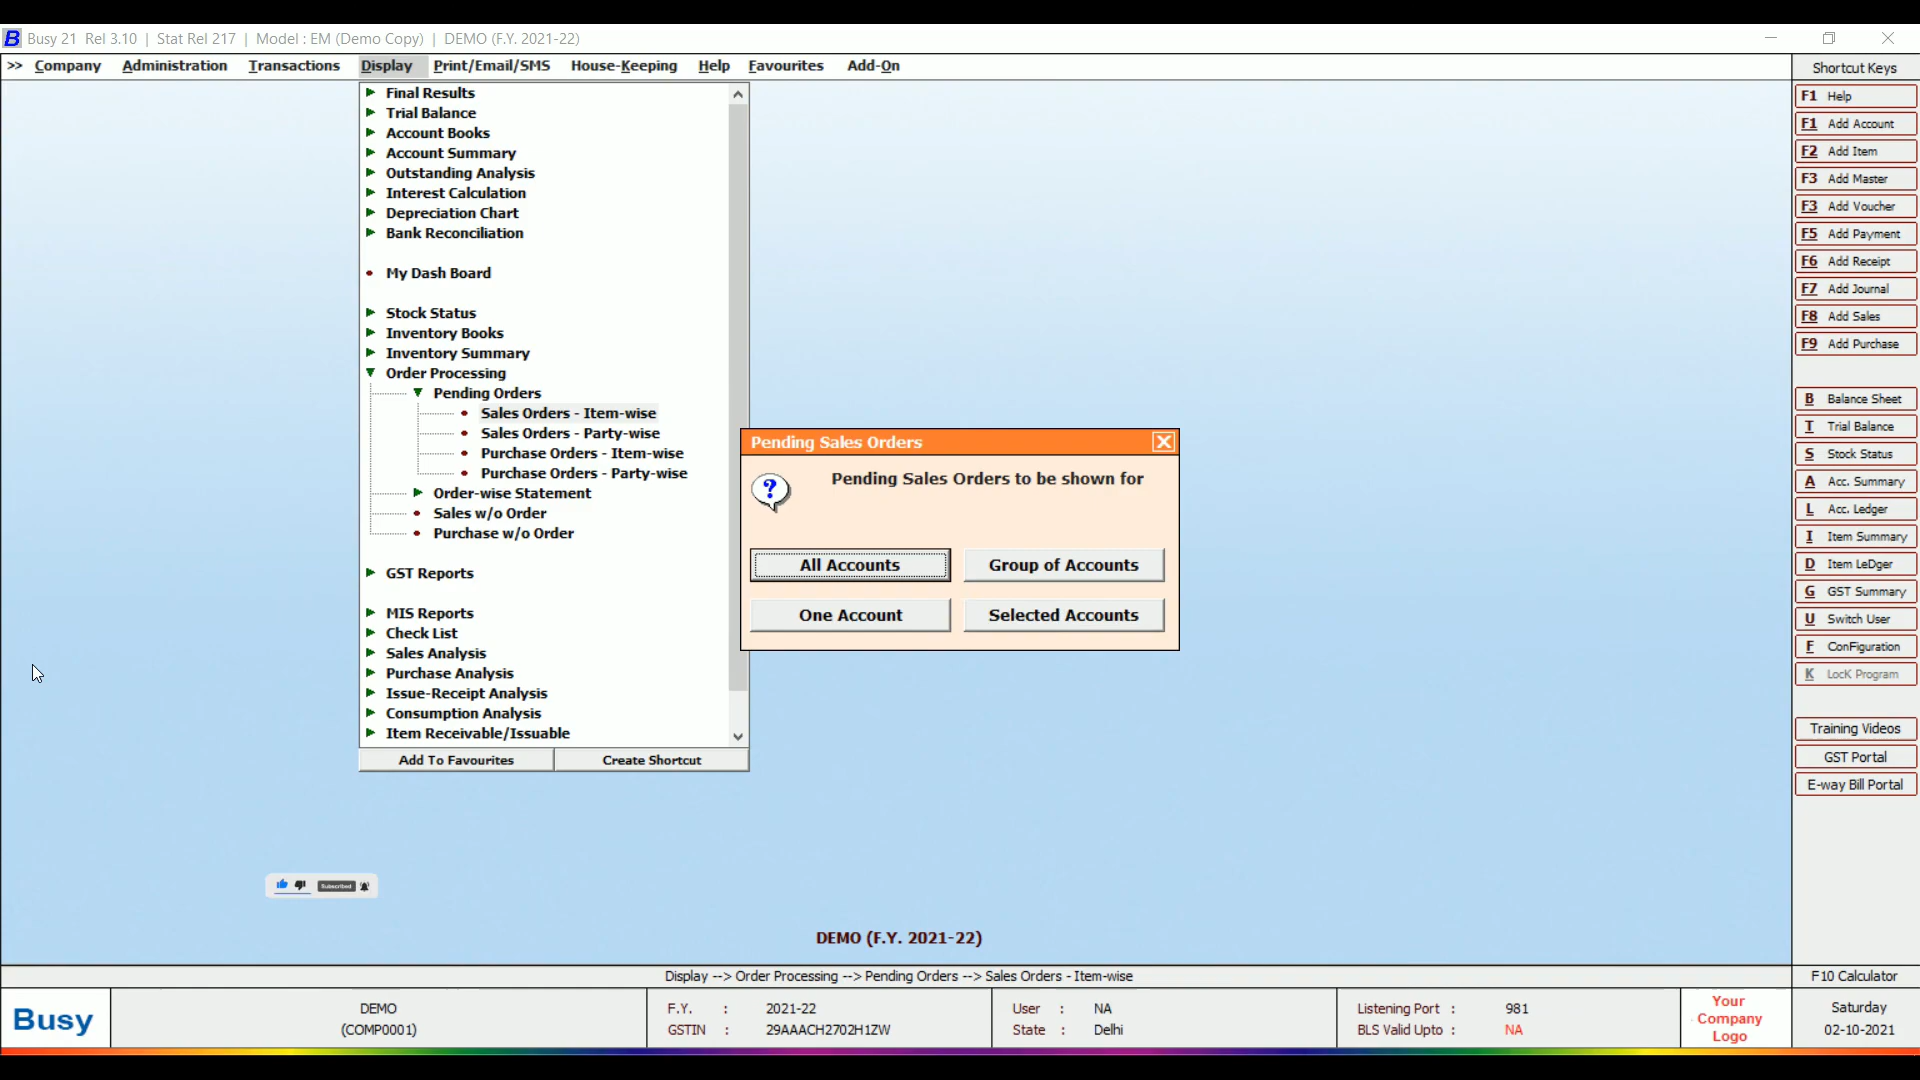 Busy 21 Rel 3.10 | Stat Rel 217 | Model : EM (Demo Copy) | DEMO (F.Y. 2021-22)
>> Company Administration Transactions Display Print/Email/SMS House-Keeping Help Favourites Add-On
Final Results
Trial Balance
Account Books
Account Summary
Outstanding Analysis
Interest Calculation
Depreciation Chart
Bank Reconciliation
My Dash Board
Stock Status
Inventory Books
Inventory Summary
Order Processing
Pending Orders
Sales Orders - Item-wise
Sales Orders - Party-wise
Purchase Orders - Item-wise
Purchase Orders - Party-wise
Order-wise Statement
Sales w/o Order
Purchase w/o Order
GST Reports
MIS Reports
Check List
Sales Analysis
Purchase Analysis
Issue-Receipt Analysis
Consumption Analysis
Item Receivable/Issuable
Add To Favourites Create Shortcut
Pending Sales Orders
? Pending Sales Orders to be shown for
All Accounts Group of Accounts
One Account Selected Accounts
Shortcut Keys
F1 Help
F1 Add Account
F2 Add Item
F3 Add Master
F3 Add Voucher
F5 Add Payment
F6 Add Receipt
F7 Add Journal
F8 Add Sales
F9 Add Purchase
B Balance Sheet
T Trial Balance
S Stock Status
A Acc. Summary
L Acc. Ledger
I Item Summary
D Item LeDger
G GST Summary
U Switch User
F ConFiguration
K LocK Program
Training Videos
GST Portal
E-way Bill Portal
Subscribed
DEMO (F.Y. 2021-22)
Display --> Order Processing --> Pending Orders --> Sales Orders - Item-wise
F10 Calculator
Busy
DEMO
(COMP0001)
F.Y. : 2021-22
GSTIN : 29AAACH2702H1ZW
User : NA
State : Delhi
Listening Port : 981
BLS Valid Upto : NA
Your
Company
Logo
Saturday
02-10-2021